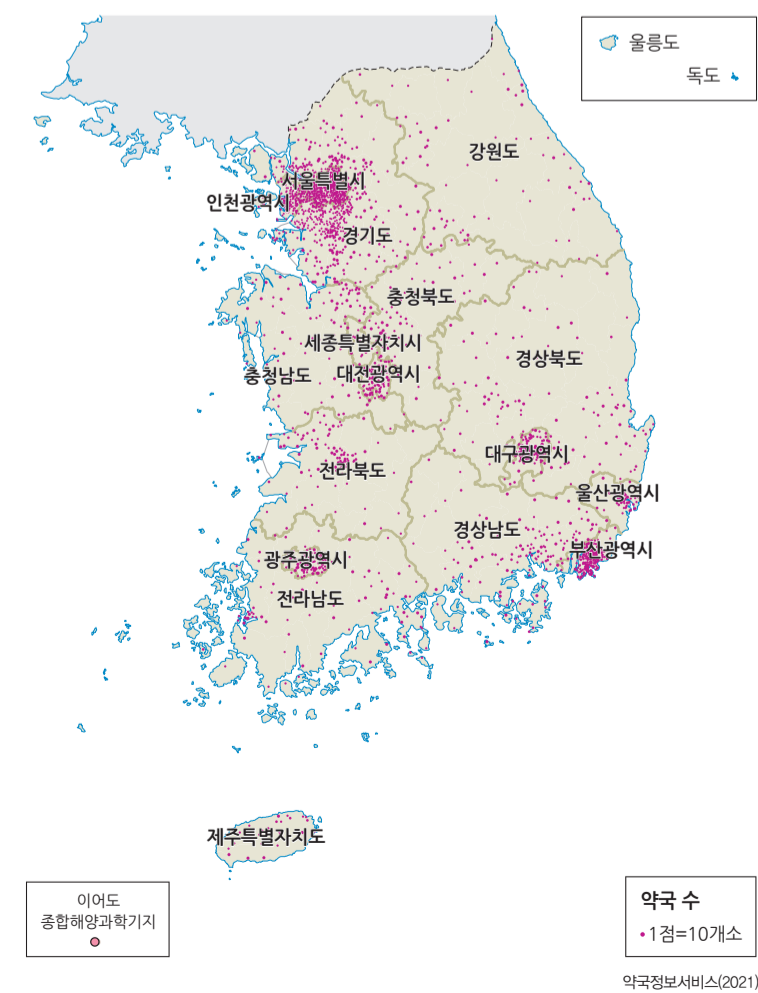 울릉도
독도
강원도
서울특별시
인천광역시
경기도
충청북도
세종특별자치시
경상북도
충청남도
대전광역시
대구광역시
전라북도
울산광역시
경상남도
부산광역시
광주광역시
전라남도
제주특별자치도
이어도
종합해양과학기지
약국 수
1점=10개소
약국정보서비스(2021)